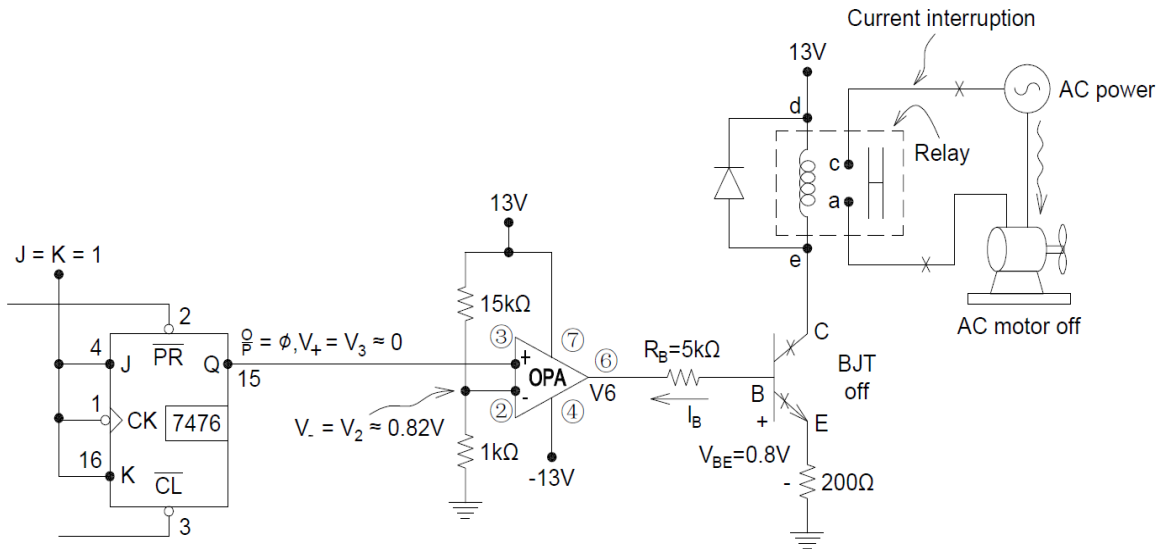 Current interruption
13V
d
AC power
Relay
c
a
e
AC motor off
13V
15kΩ
J = K = 1
2
4
J
PR
Q
15
O/P = ϕ, V+ = V3 ≈ 0
1
CK
7476
16
K
CL
3
③
+
⑦
OPA
⑥
V6
②
-
④
V- = V2 ≈ 0.82V
1kΩ
-13V
RB=5kΩ
IB
C
BJT
off
B
+
E
VBE=0.8V
-
200Ω